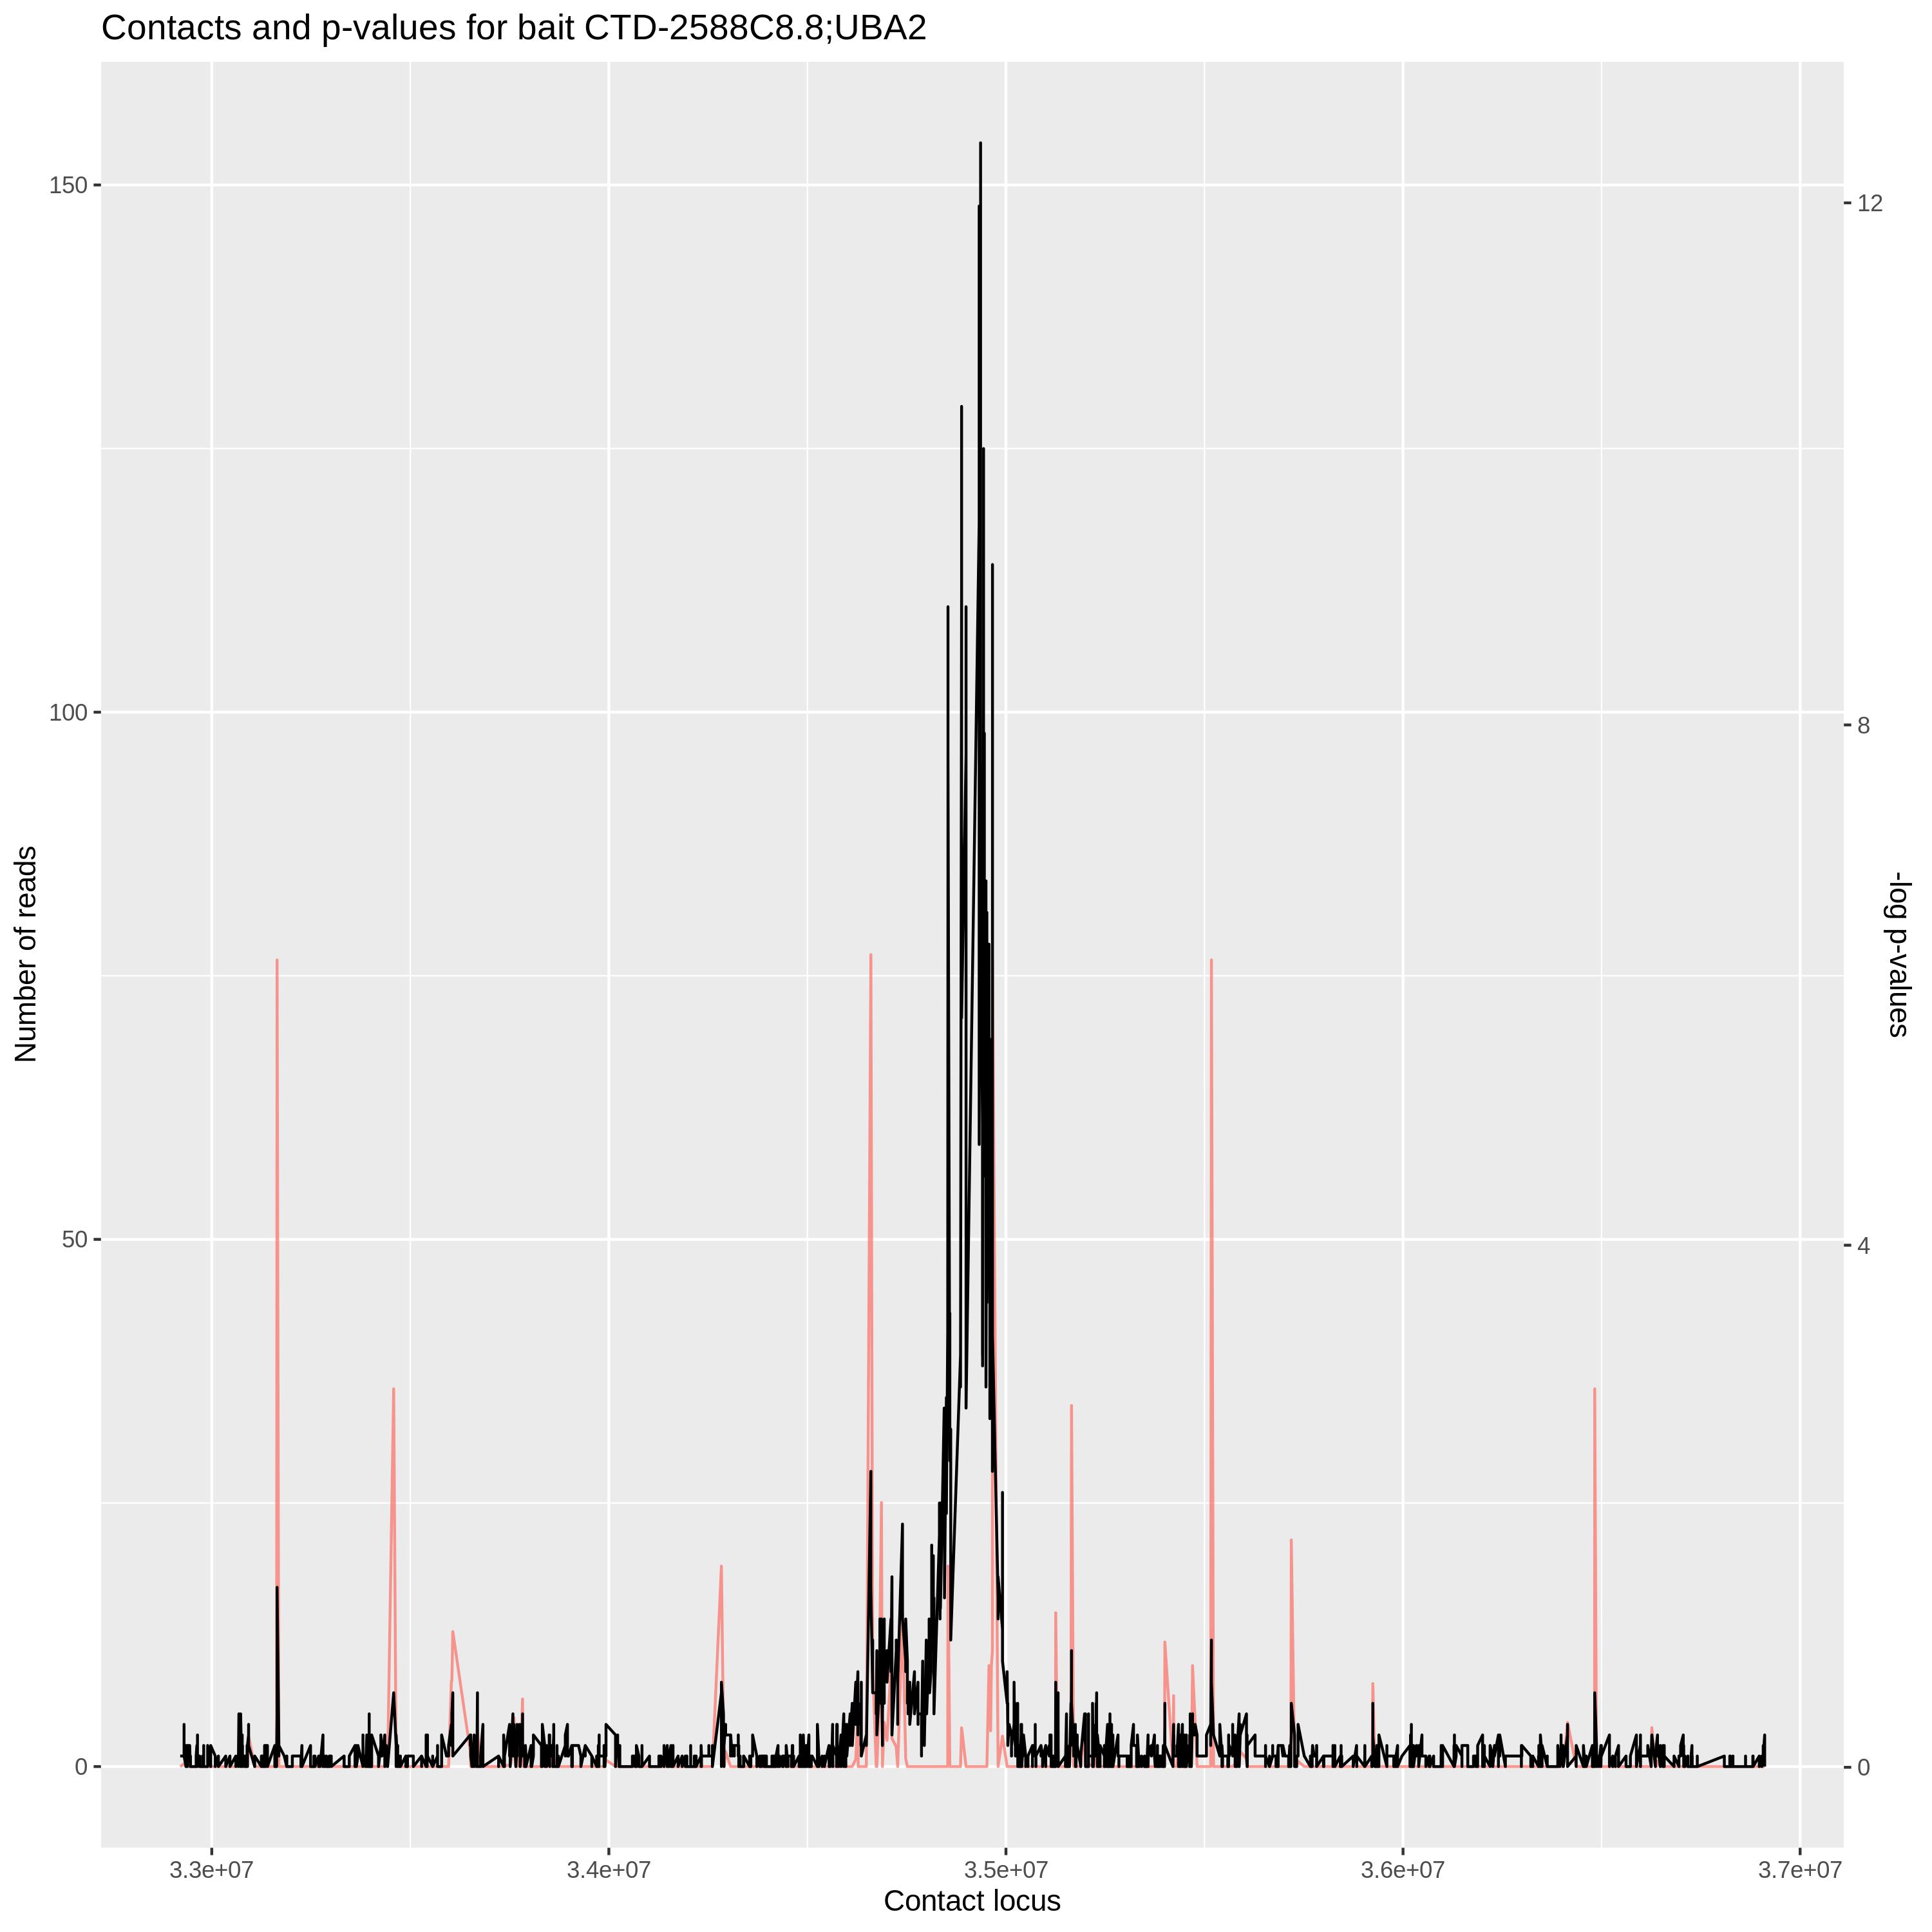 Contacts and p-values for bait CTD-2588C8.8;UBA2
150
100
50
0
Number of reads
12
8
4
0
-log p-values
3.3e+07 3.4e+07 3.5e+07 3.6e+07 3.7e+07
Contact locus